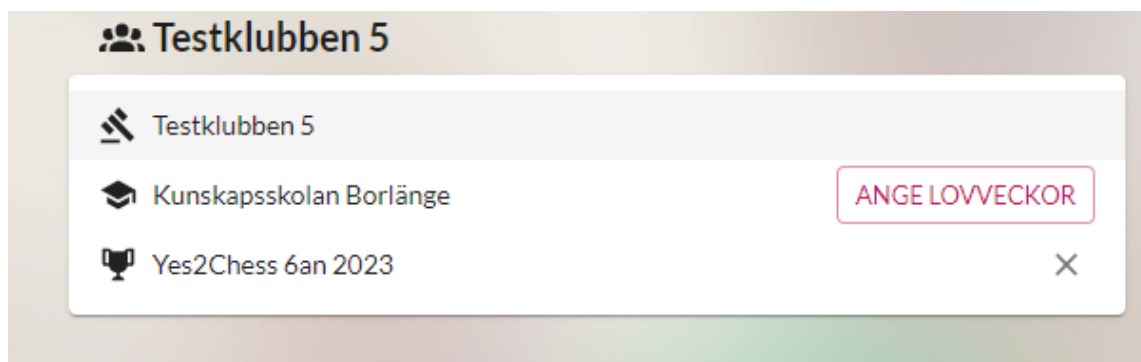 Testklubben 5
Testklubben 5
Kunskapsskolan Borlänge ANGE LOVVECKOR
Yes2Chess 6an 2023